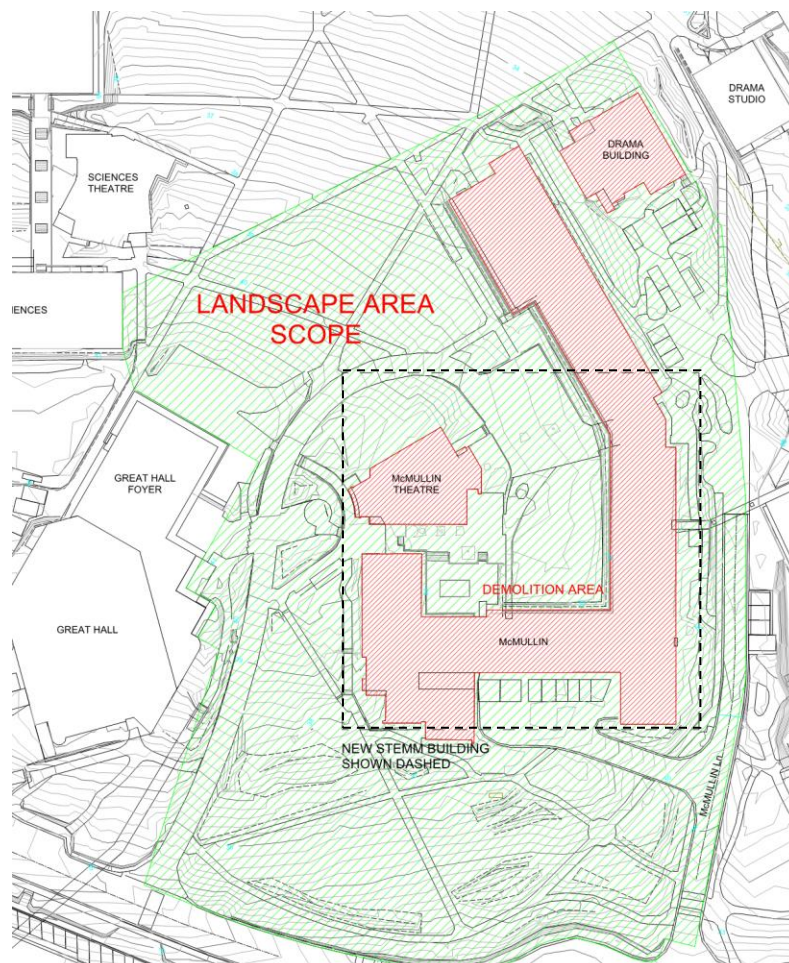 DRAMA
STUDIO
DRAMA
BUILDING
SCIENCES
THEATRE
IENCES
LANDSCAPE AREA
SCOPE
GREAT HALL
FOYER
McMULLIN
THEATRE
DEMOLITION AREA
GREAT HALL
McMULLIN
NEW STEMM BUILDING
SHOWN DASHED
McMULLIN Ln